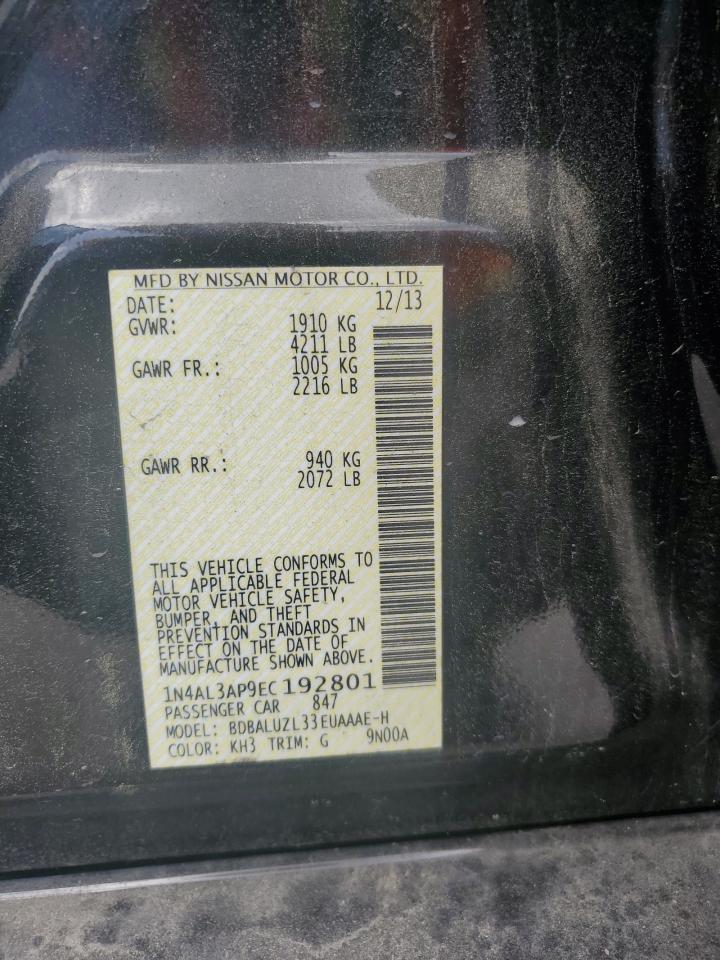 MFD BY NISSAN MOTOR CO., LTD.
DATE: 12/13
GVWR: 1910 KG
4211 LB
GAWR FR.: 1005 KG
2216 LB
GAWR RR.: 940 KG
2072 LB
THIS VEHICLE CONFORMS TO
ALL APPLICABLE FEDERAL
MOTOR VEHICLE SAFETY,
BUMPER, AND THEFT
PREVENTION STANDARDS IN
EFFECT ON THE DATE OF
MANUFACTURE SHOWN ABOVE.
1N4AL3AP9EC192801
PASSENGER CAR 847
MODEL: BDBALUZL33EUAAAE-H
COLOR: KH3 TRIM: G 9N00A